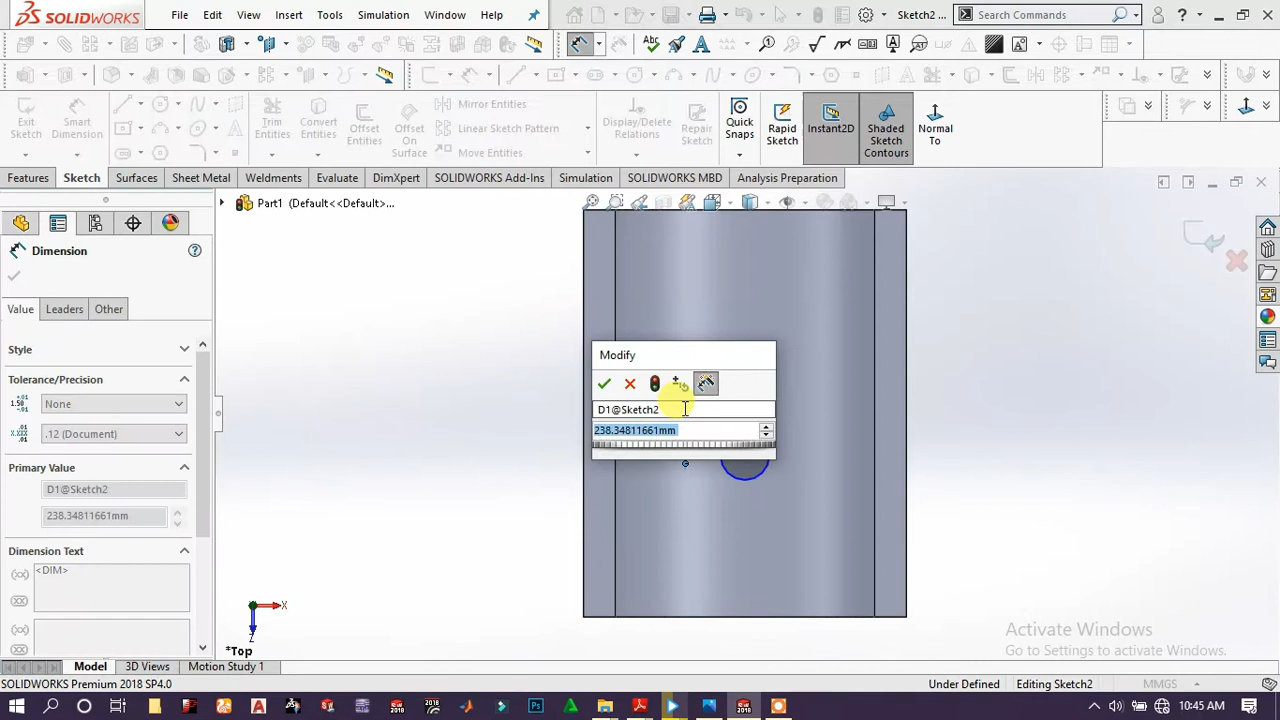 SOLIDWORKS File Edit View Insert Tools Simulation Window Help Sketch2 ... Search Commands ?
Exit Sketch
Smart Dimension
Trim Entities
Convert Entities
Offset Entities
Offset On Surface
Mirror Entities
Linear Sketch Pattern
Move Entities
Display/Delete Relations
Repair Sketch
Quick Snaps
Rapid Sketch
Instant2D
Shaded Sketch Contours
Normal To
Features Sketch Surfaces Sheet Metal Weldments Evaluate DimXpert SOLIDWORKS Add-Ins Simulation SOLIDWORKS MBD Analysis Preparation
Part1 (Default<<Default>...
Dimension
Value Leaders Other
Style
Tolerance/Precision
None
.12 (Document)
Primary Value
D1@Sketch2
238.34811661mm
Dimension Text
<DIM>
Modify
D1@Sketch2
238.34811661mm
X
Z
*Top
Activate Windows
Go to Settings to activate Windows.
Model 3D Views Motion Study 1
SOLIDWORKS Premium 2018 SP4.0 Under Defined Editing Sketch2 MMGS
10:45 AM